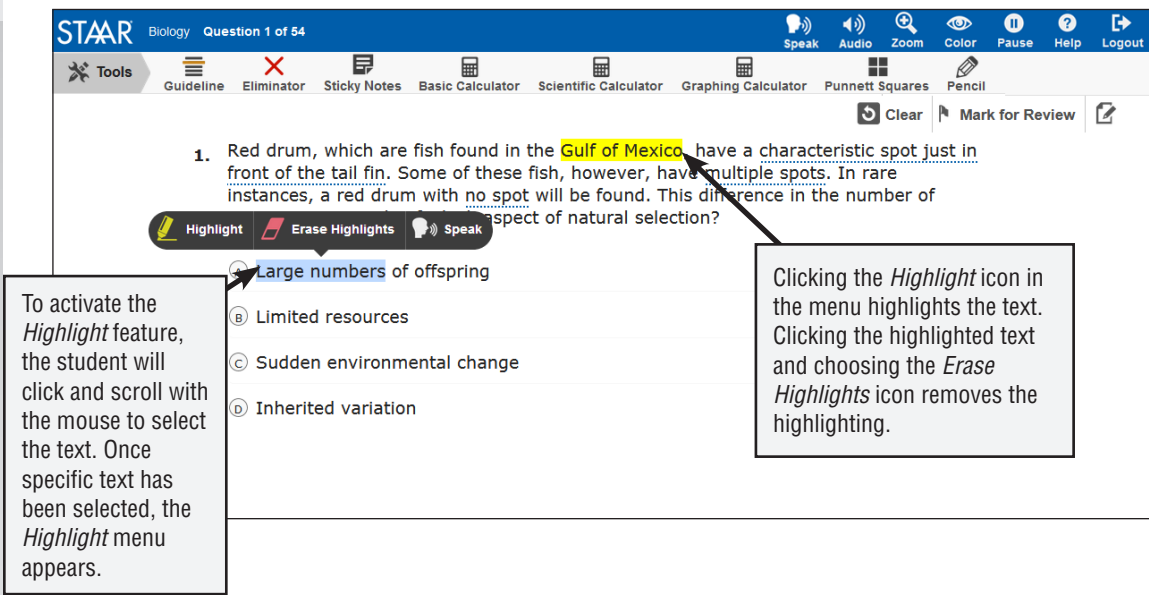 STAAR Biology Question 1 of 54
Speak Audio Zoom Color Pause Help Logout
Tools Guideline Eliminator Sticky Notes Basic Calculator Scientific Calculator Graphing Calculator Punnett Squares Pencil
Clear Mark for Review
1. Red drum, which are fish found in the Gulf of Mexico, have a characteristic spot just in
front of the tail fin. Some of these fish, however, have multiple spots. In rare
instances, a red drum with no spot will be found. This difference in the number of
aspect of natural selection?
Highlight Erase Highlights Speak
A Large numbers of offspring
B Limited resources
C Sudden environmental change
D Inherited variation
To activate the
Highlight feature,
the student will
click and scroll with
the mouse to select
the text. Once
specific text has
been selected, the
Highlight menu
appears.
Clicking the Highlight icon in
the menu highlights the text.
Clicking the highlighted text
and choosing the Erase
Highlights icon removes the
highlighting.